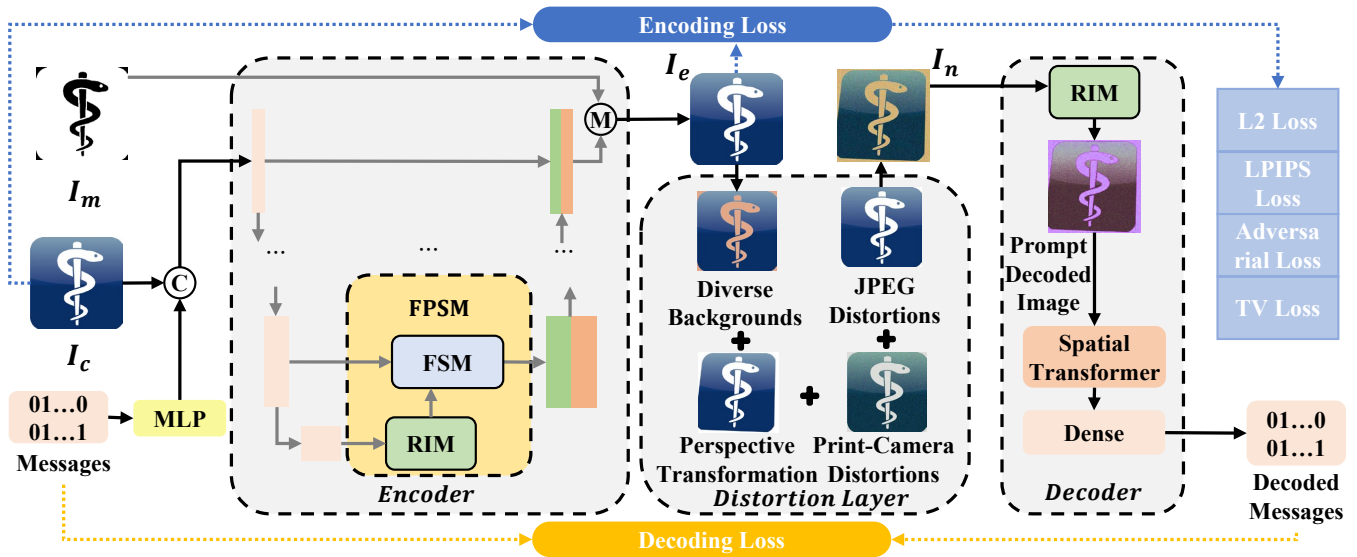 Encoding Loss
I_m
I_c
C
01...0
01...1
Messages
MLP
M
...
...
...
FPSM
FSM
RIM
Encoder
I_e
I_n
Diverse
Backgrounds
+
JPEG
Distortions
+
+
Perspective
Transformation
Print-Camera
Distortions
Distortion Layer
RIM
Prompt
Decoded
Image
Spatial
Transformer
Dense
Decoder
L2 Loss
LPIPS
Loss
Adversa
rial Loss
TV Loss
01...0
01...1
Decoded
Messages
Decoding Loss